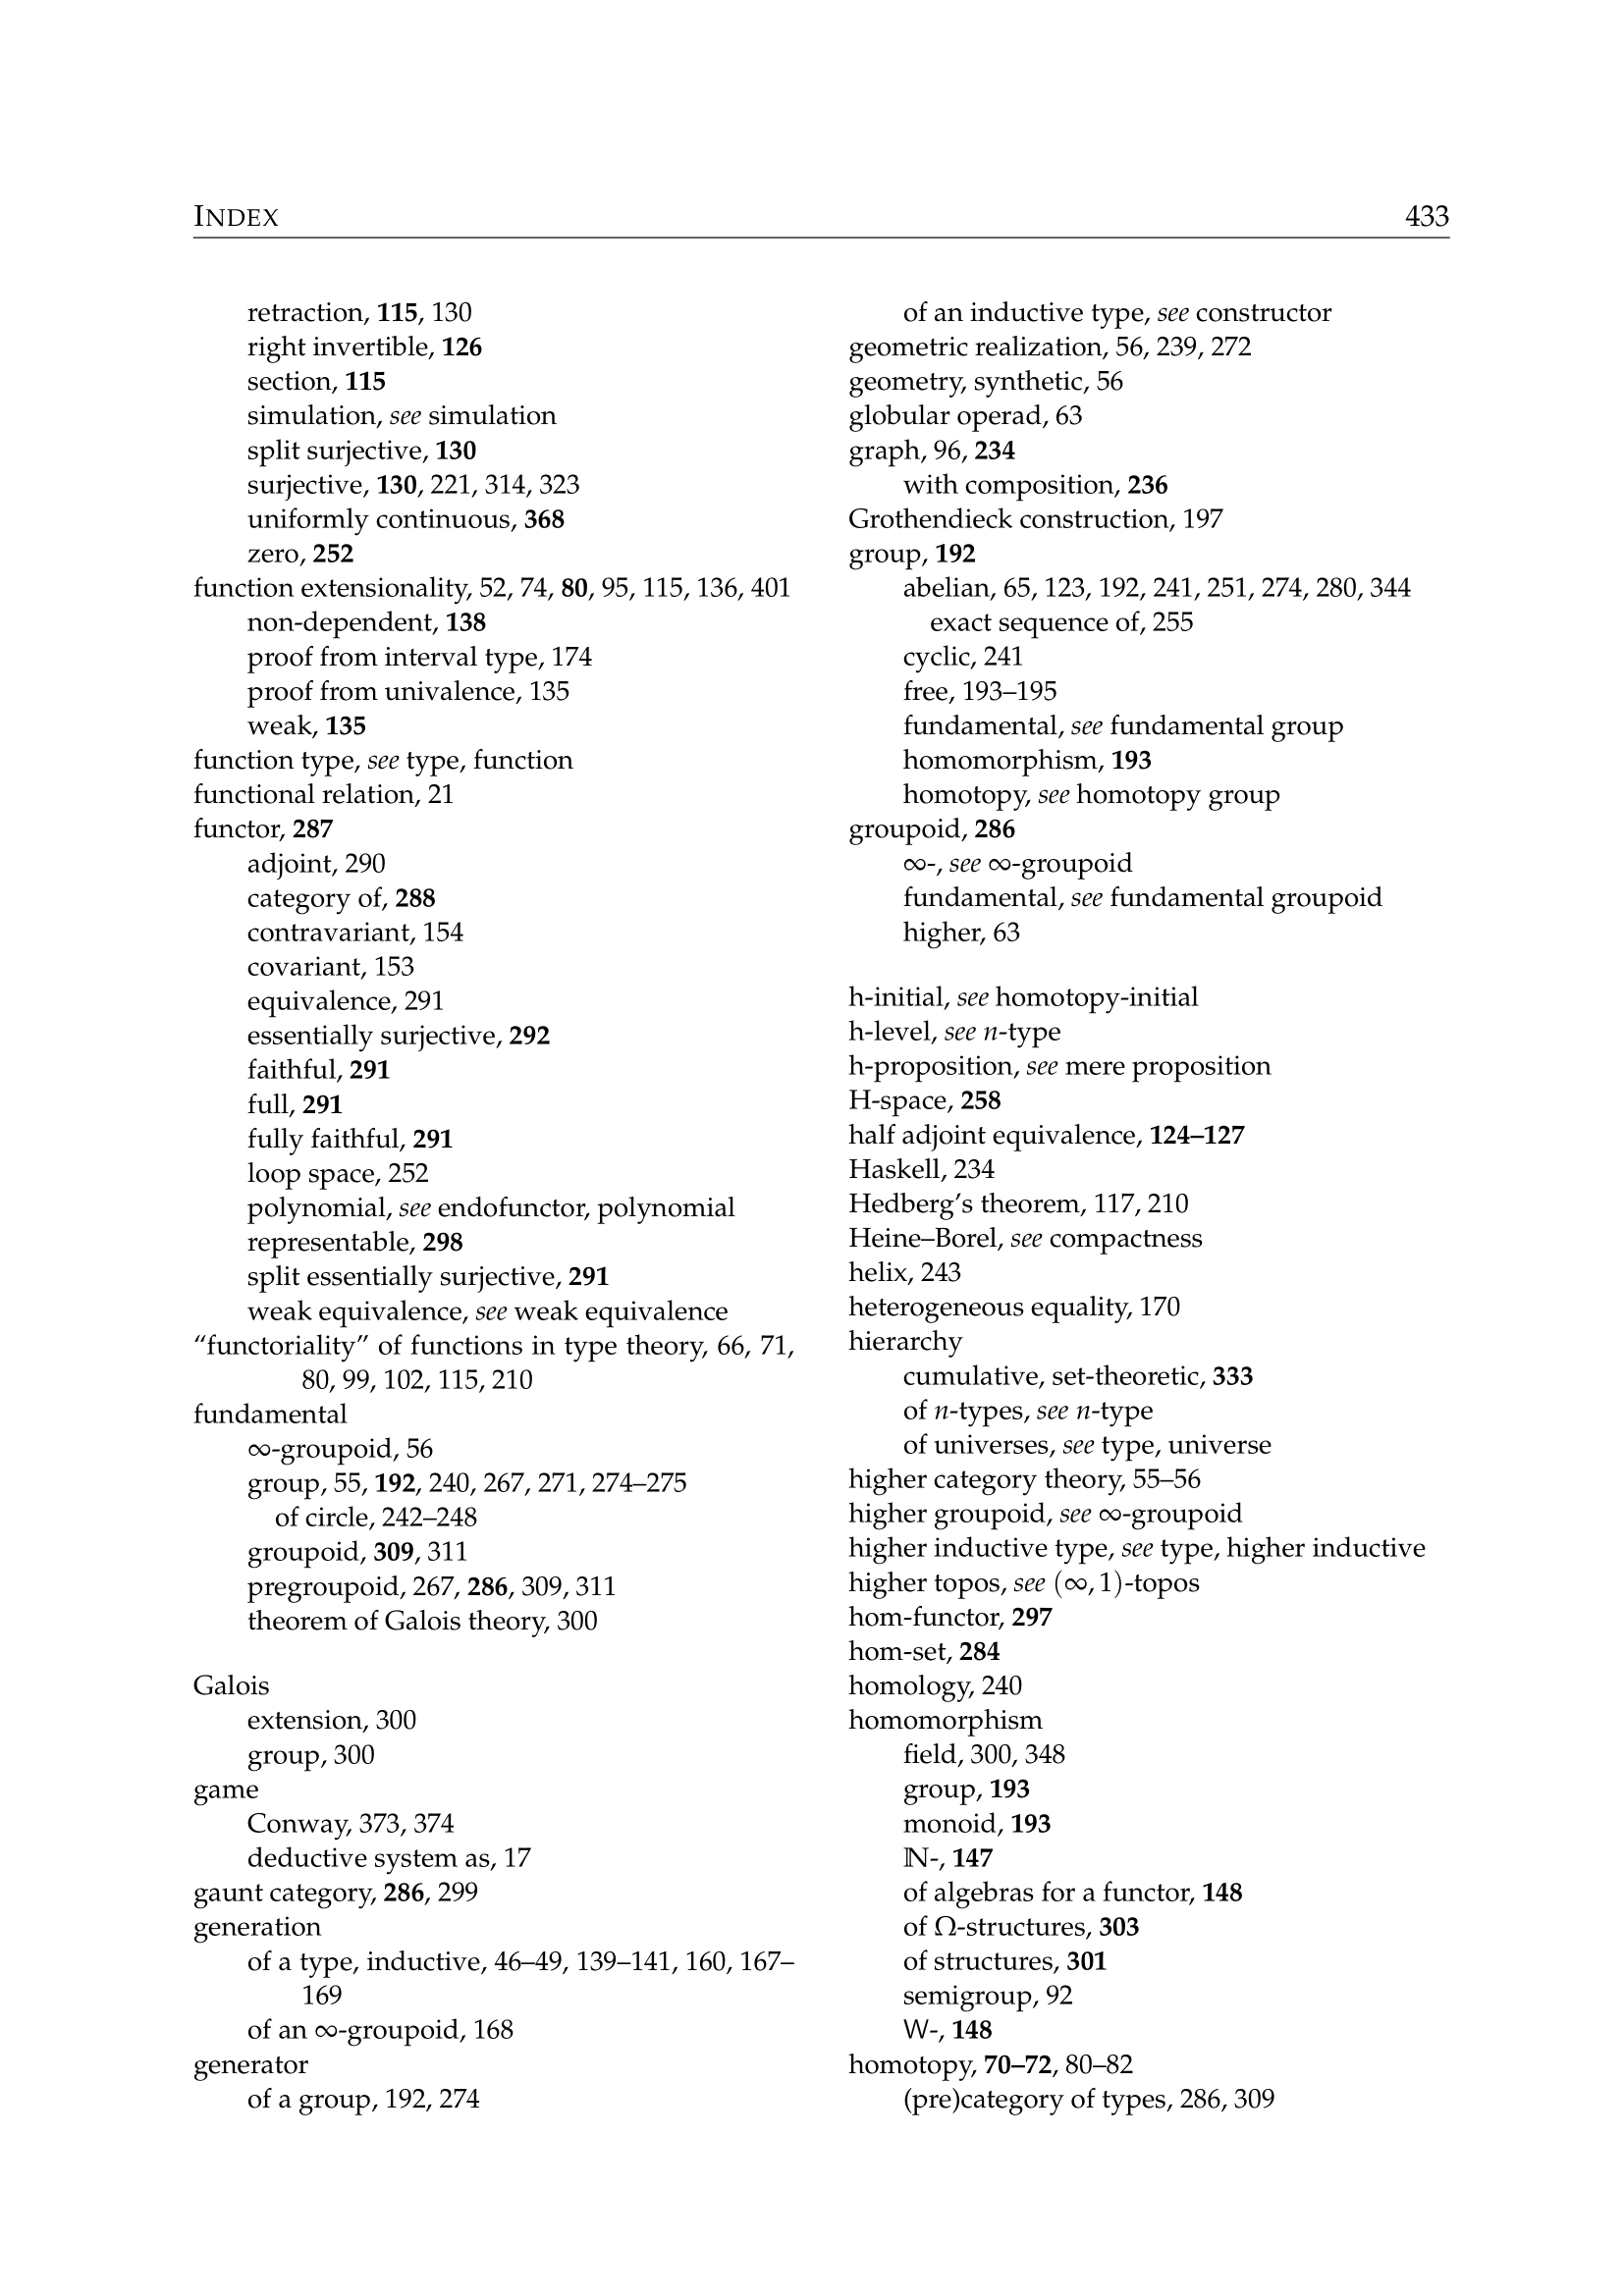 INDEX 433
retraction, 115, 130
right invertible, 126
section, 115
simulation, see simulation
split surjective, 130
surjective, 130, 221, 314, 323
uniformly continuous, 368
zero, 252
function extensionality, 52, 74, 80, 95, 115, 136, 401
non-dependent, 138
proof from interval type, 174
proof from univalence, 135
weak, 135
function type, see type, function
functional relation, 21
functor, 287
adjoint, 290
category of, 288
contravariant, 154
covariant, 153
equivalence, 291
essentially surjective, 292
faithful, 291
full, 291
fully faithful, 291
loop space, 252
polynomial, see endofunctor, polynomial
representable, 298
split essentially surjective, 291
weak equivalence, see weak equivalence
“functoriality” of functions in type theory, 66, 71,
80, 99, 102, 115, 210
fundamental
∞-groupoid, 56
group, 55, 192, 240, 267, 271, 274–275
of circle, 242–248
groupoid, 309, 311
pregroupoid, 267, 286, 309, 311
theorem of Galois theory, 300
Galois
extension, 300
group, 300
game
Conway, 373, 374
deductive system as, 17
gaunt category, 286, 299
generation
of a type, inductive, 46–49, 139–141, 160, 167–
169
of an ∞-groupoid, 168
generator
of a group, 192, 274
of an inductive type, see constructor
geometric realization, 56, 239, 272
geometry, synthetic, 56
globular operad, 63
graph, 96, 234
with composition, 236
Grothendieck construction, 197
group, 192
abelian, 65, 123, 192, 241, 251, 274, 280, 344
exact sequence of, 255
cyclic, 241
free, 193–195
fundamental, see fundamental group
homomorphism, 193
homotopy, see homotopy group
groupoid, 286
∞-, see ∞-groupoid
fundamental, see fundamental groupoid
higher, 63
h-initial, see homotopy-initial
h-level, see n-type
h-proposition, see mere proposition
H-space, 258
half adjoint equivalence, 124–127
Haskell, 234
Hedberg’s theorem, 117, 210
Heine–Borel, see compactness
helix, 243
heterogeneous equality, 170
hierarchy
cumulative, set-theoretic, 333
of n-types, see n-type
of universes, see type, universe
higher category theory, 55–56
higher groupoid, see ∞-groupoid
higher inductive type, see type, higher inductive
higher topos, see (∞, 1)-topos
hom-functor, 297
hom-set, 284
homology, 240
homomorphism
field, 300, 348
group, 193
monoid, 193
ℕ-, 147
of algebras for a functor, 148
of Ω-structures, 303
of structures, 301
semigroup, 92
W-, 148
homotopy, 70–72, 80–82
(pre)category of types, 286, 309